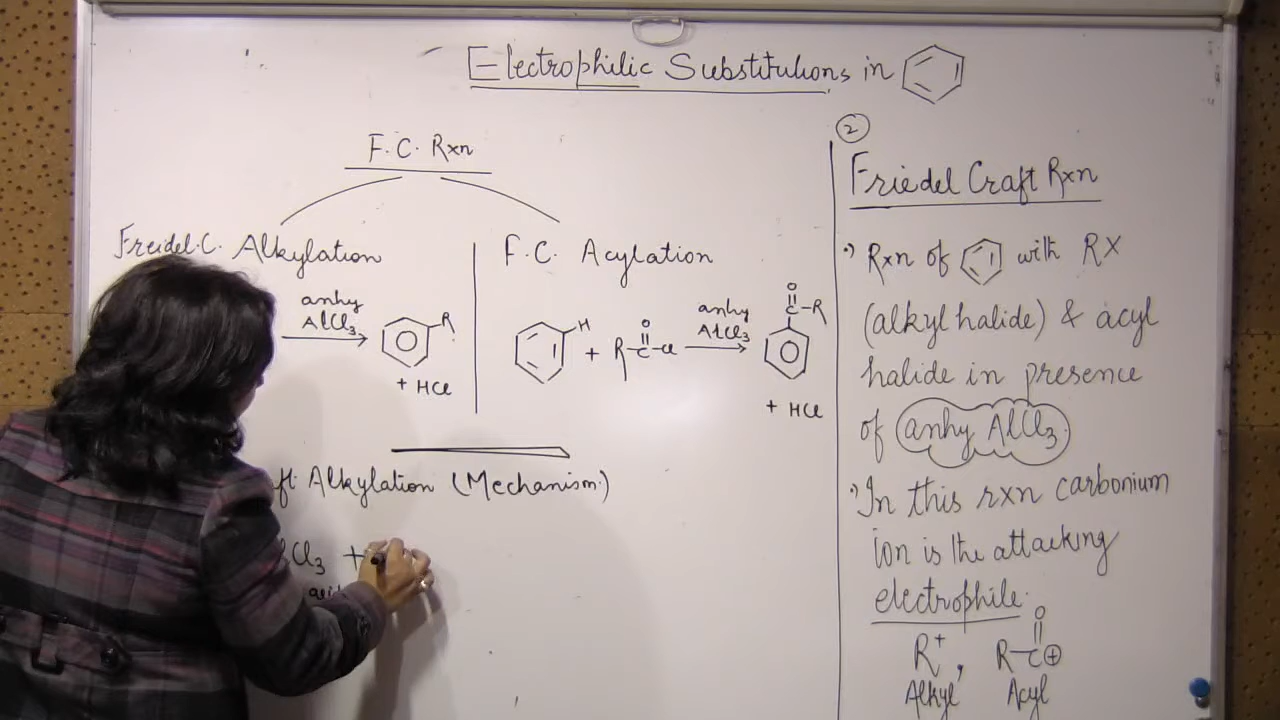 Electrophilic Substitutions in
F.C. Rxn
Freidel.C. Alkylation
anhy
AlCl3
R
+ HCl
F.C. Acylation
H
+ R-C-Cl
O
anhy
AlCl3
O
C-R
+ HCl
Alkylation (Mechanism)
Cl3 +
2
Friedel Craft Rxn
Rxn of with RX
(alkyl halide) & acyl
halide in presence
of anhy AlCl3
In this rxn carbonium
ion is the attacking
electrophile.
O
R+, R-C+
Alkyl Acyl